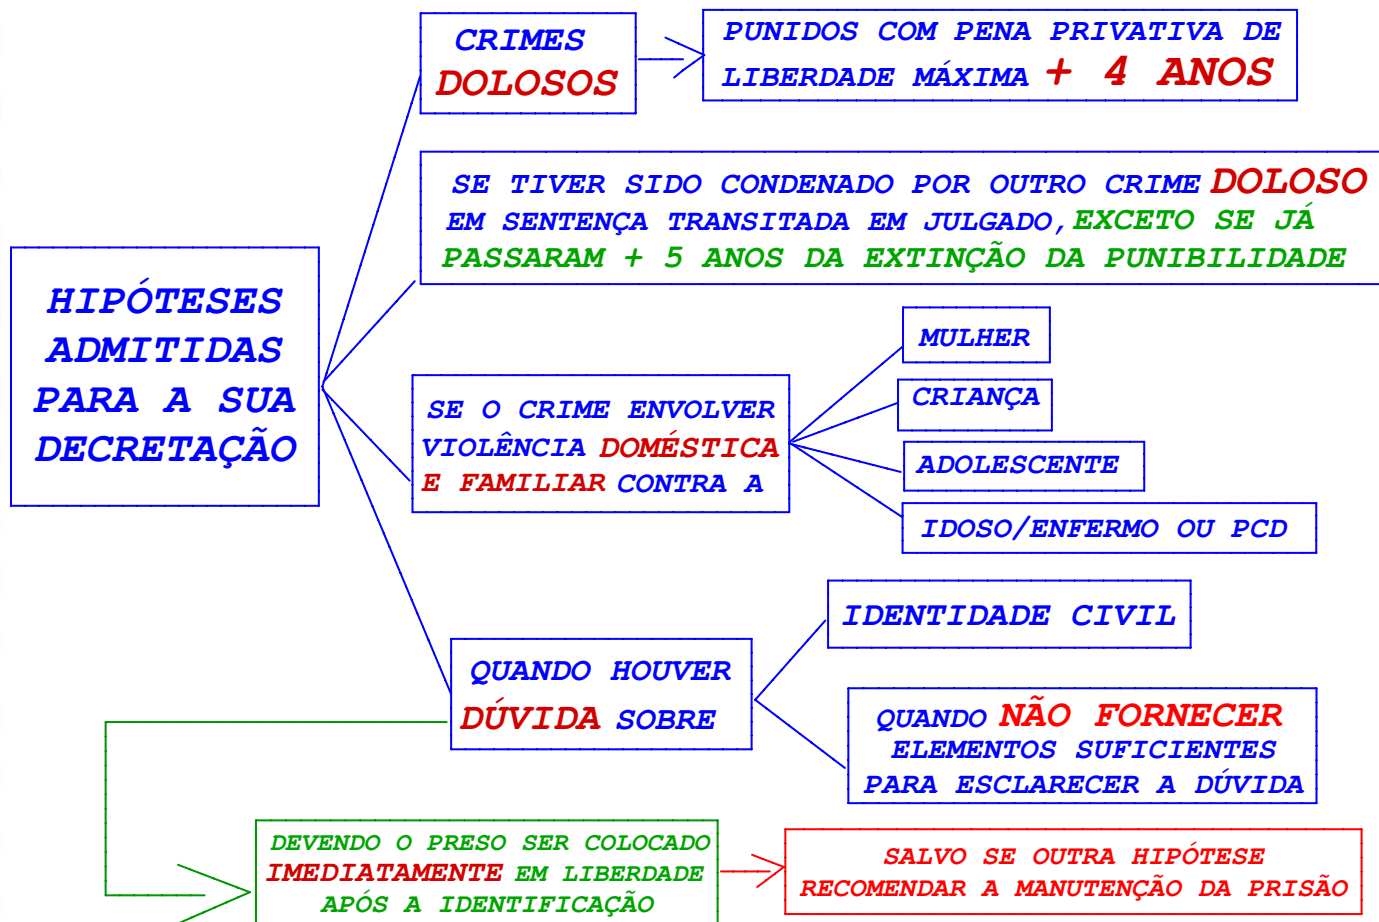 CRIMES
DOLOSOS
PUNIDOS COM PENA PRIVATIVA DE
LIBERDADE MÁXIMA + 4 ANOS
SE TIVER SIDO CONDENADO POR OUTRO CRIME DOLOSO
EM SENTENÇA TRANSITADA EM JULGADO, EXCETO SE JÁ
PASSARAM + 5 ANOS DA EXTINÇÃO DA PUNIBILIDADE
HIPÓTESES
ADMITIDAS
PARA A SUA
DECRETAÇÃO
SE O CRIME ENVOLVER
VIOLÊNCIA DOMÉSTICA
E FAMILIAR CONTRA A
MULHER
CRIANÇA
ADOLESCENTE
IDOSO/ENFERMO OU PCD
QUANDO HOUVER
DÚVIDA SOBRE
IDENTIDADE CIVIL
QUANDO NÃO FORNECER
ELEMENTOS SUFICIENTES
PARA ESCLARECER A DÚVIDA
DEVENDO O PRESO SER COLOCADO
IMEDIATAMENTE EM LIBERDADE
APÓS A IDENTIFICAÇÃO
SALVO SE OUTRA HIPÓTESE
RECOMENDAR A MANUTENÇÃO DA PRISÃO